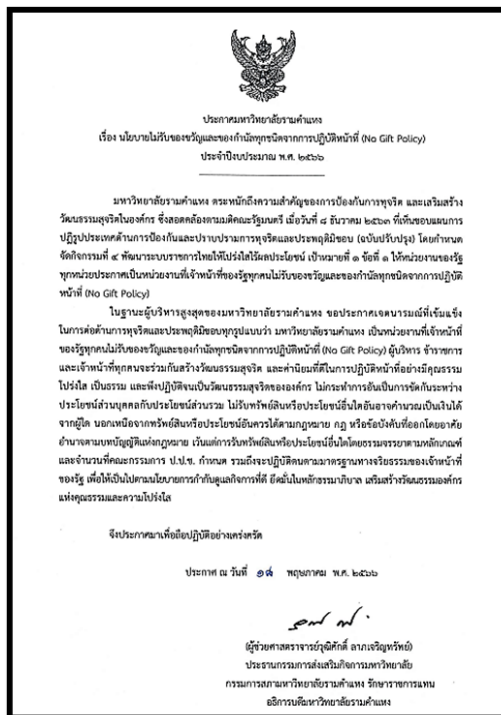 ประกาศมหาวิทยาลัยรามคำแหง
เรื่อง นโยบายไม่รับของขวัญและของกำนัลทุกชนิดจากการปฏิบัติหน้าที่ (No Gift Policy)
ประจำปีงบประมาณ พ.ศ. ๒๕๖๖
มหาวิทยาลัยรามคำแหง ตระหนักถึงความสำคัญของการป้องกันการทุจริต และเสริมสร้าง
วัฒนธรรมสุจริตในองค์กร ซึ่งสอดคล้องตามมติคณะรัฐมนตรี เมื่อวันที่ ๘ ธันวาคม ๒๕๖๓ ที่เห็นชอบแผนการ
ปฏิรูปประเทศด้านการป้องกันและปราบปรามการทุจริตและประพฤติมิชอบ (ฉบับปรับปรุง) โดยกำหนด
จัดกิจกรรมที่ ๔ พัฒนาระบบราชการไทยให้โปร่งใสไร้ผลประโยชน์ เป้าหมายที่ ๑ ข้อที่ ๑ ให้หน่วยงานของรัฐ
ทุกหน่วยประกาศเป็นหน่วยงานที่เจ้าหน้าที่ของรัฐทุกคนไม่รับของขวัญและของกำนัลทุกชนิดจากการปฏิบัติ
หน้าที่ (No Gift Policy)
ในฐานะผู้บริหารสูงสุดของมหาวิทยาลัยรามคำแหง ขอประกาศเจตนารมณ์ที่เข้มแข็ง
ในการต่อต้านการทุจริตและประพฤติมิชอบทุกรูปแบบว่า มหาวิทยาลัยรามคำแหง เป็นหน่วยงานที่เจ้าหน้าที่
ของรัฐทุกคนไม่รับของขวัญและของกำนัลทุกชนิดจากการปฏิบัติหน้าที่ (No Gift Policy) ผู้บริหาร ข้าราชการ
และเจ้าหน้าที่ทุกคนจะร่วมกันสร้างวัฒนธรรมสุจริต และค่านิยมที่ดีในการปฏิบัติหน้าที่อย่างมีคุณธรรม
โปร่งใส เป็นธรรม และพึงปฏิบัติจนเป็นวัฒนธรรมสุจริตขององค์กร ไม่กระทำการอันเป็นการขัดกันระหว่าง
ประโยชน์ส่วนบุคคลกับประโยชน์ส่วนรวม ไม่รับทรัพย์สินหรือประโยชน์อื่นใดอันอาจคำนวณเป็นเงินได้
จากผู้ใด นอกเหนือจากทรัพย์สินหรือประโยชน์อันควรได้ตามกฎหมาย กฎ หรือข้อบังคับที่ออกโดยอาศัย
อำนาจตามบทบัญญัติแห่งกฎหมาย เว้นแต่การรับทรัพย์สินหรือประโยชน์อื่นใดโดยธรรมจรรยาตามหลักเกณฑ์
และจำนวนที่คณะกรรมการ ป.ป.ช. กำหนด รวมถึงจะปฏิบัติตนตามมาตรฐานทางจริยธรรมของเจ้าหน้าที่
ของรัฐ เพื่อให้เป็นไปตามนโยบายการกำกับดูแลกิจการที่ดี ยึดมั่นในหลักธรรมาภิบาล เสริมสร้างวัฒนธรรมองค์กร
แห่งคุณธรรมและความโปร่งใส
จึงประกาศมาเพื่อถือปฏิบัติอย่างเคร่งครัด
ประกาศ ณ วันที่ ๑๘ พฤษภาคม พ.ศ. ๒๕๖๖
(ผู้ช่วยศาสตราจารย์วุฒิศักดิ์ ลาภเจริญทรัพย์)
ประธานกรรมการส่งเสริมกิจการมหาวิทยาลัย
กรรมการสภามหาวิทยาลัยรามคำแหง รักษาราชการแทน
อธิการบดีมหาวิทยาลัยรามคำแหง